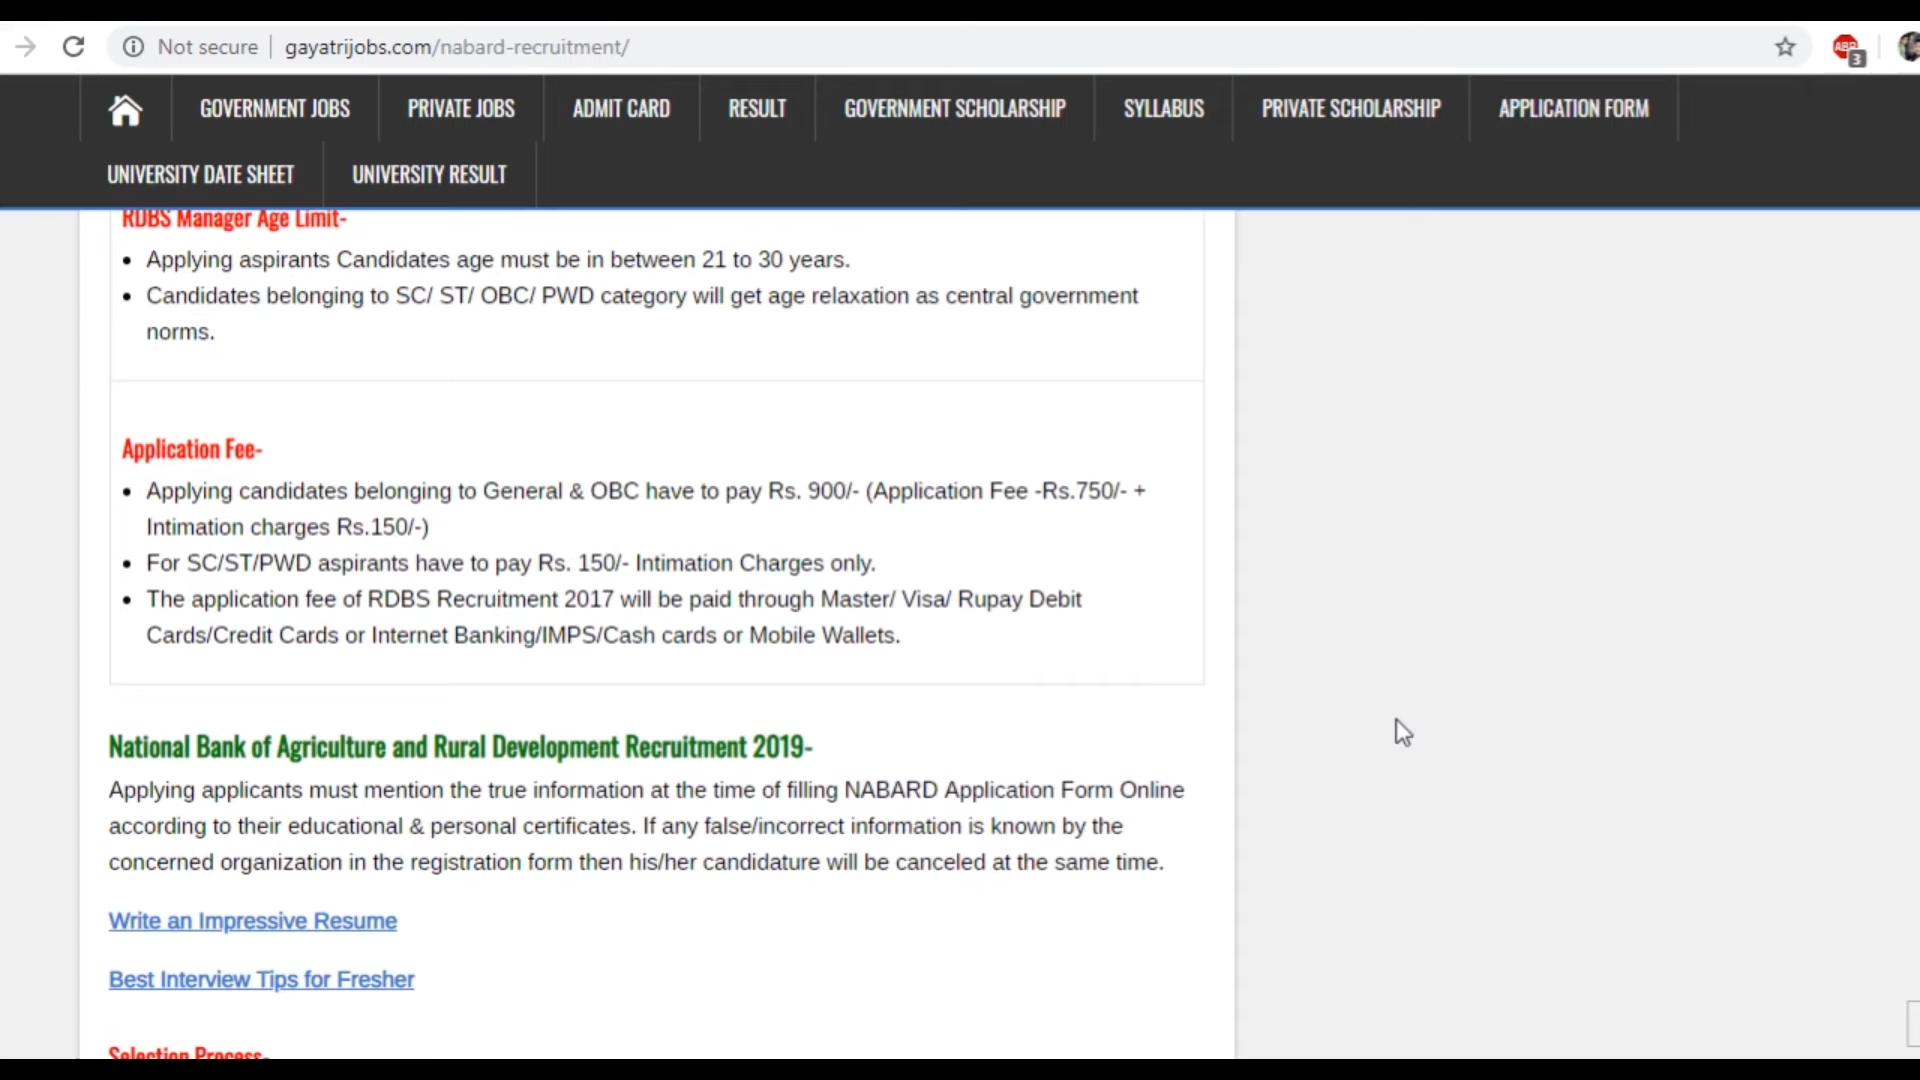 Not secure | gayatrijobs.com/nabard-recruitment/
ABP 3
GOVERNMENT JOBS PRIVATE JOBS ADMIT CARD RESULT GOVERNMENT SCHOLARSHIP SYLLABUS PRIVATE SCHOLARSHIP APPLICATION FORM
UNIVERSITY DATE SHEET UNIVERSITY RESULT
RDBS Manager Age Limit-
• Applying aspirants Candidates age must be in between 21 to 30 years.
• Candidates belonging to SC/ ST/ OBC/ PWD category will get age relaxation as central government
norms.
Application Fee-
• Applying candidates belonging to General & OBC have to pay Rs. 900/- (Application Fee -Rs.750/- +
Intimation charges Rs.150/-)
• For SC/ST/PWD aspirants have to pay Rs. 150/- Intimation Charges only.
• The application fee of RDBS Recruitment 2017 will be paid through Master/ Visa/ Rupay Debit
Cards/Credit Cards or Internet Banking/IMPS/Cash cards or Mobile Wallets.
National Bank of Agriculture and Rural Development Recruitment 2019-
Applying applicants must mention the true information at the time of filling NABARD Application Form Online
according to their educational & personal certificates. If any false/incorrect information is known by the
concerned organization in the registration form then his/her candidature will be canceled at the same time.
Write an Impressive Resume
Best Interview Tips for Fresher
Selection Process-